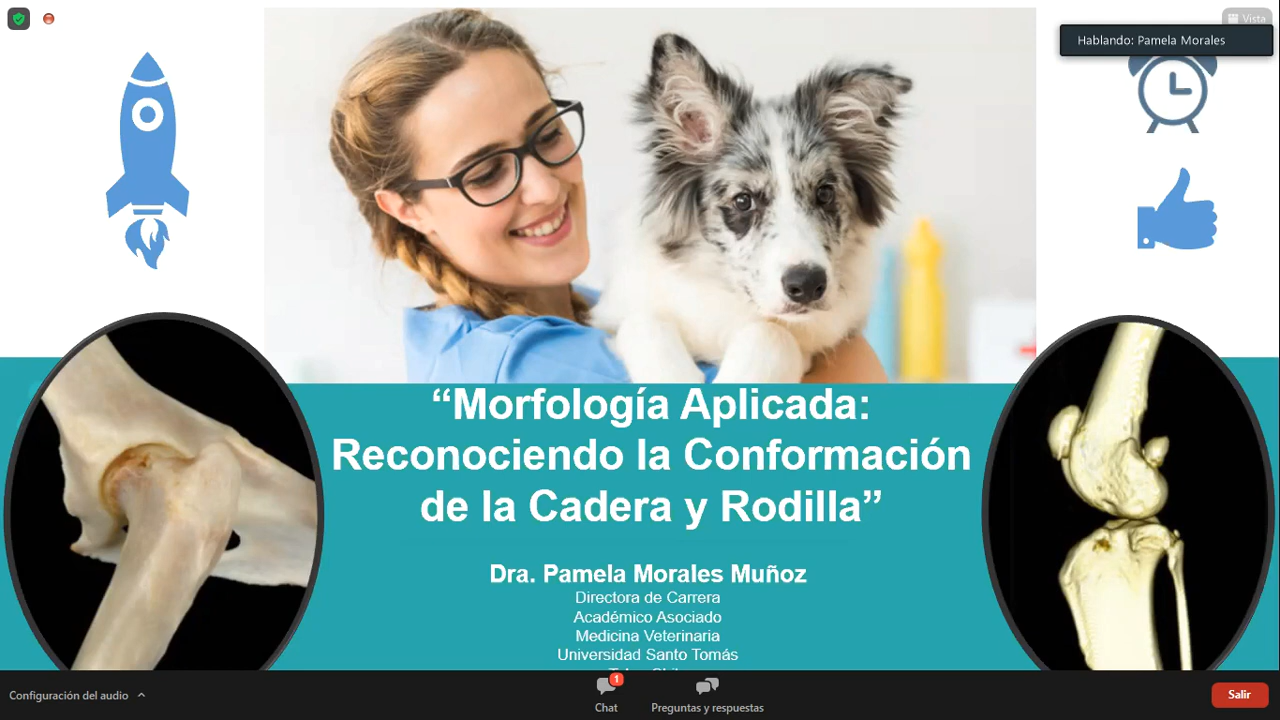 Vista
Hablando: Pamela Morales
“Morfología Aplicada:
Reconociendo la Conformación
de la Cadera y Rodilla”
Dra. Pamela Morales Muñoz
Directora de Carrera
Académico Asociado
Medicina Veterinaria
Universidad Santo Tomás
Configuración del audio
1
Chat
Preguntas y respuestas
Salir